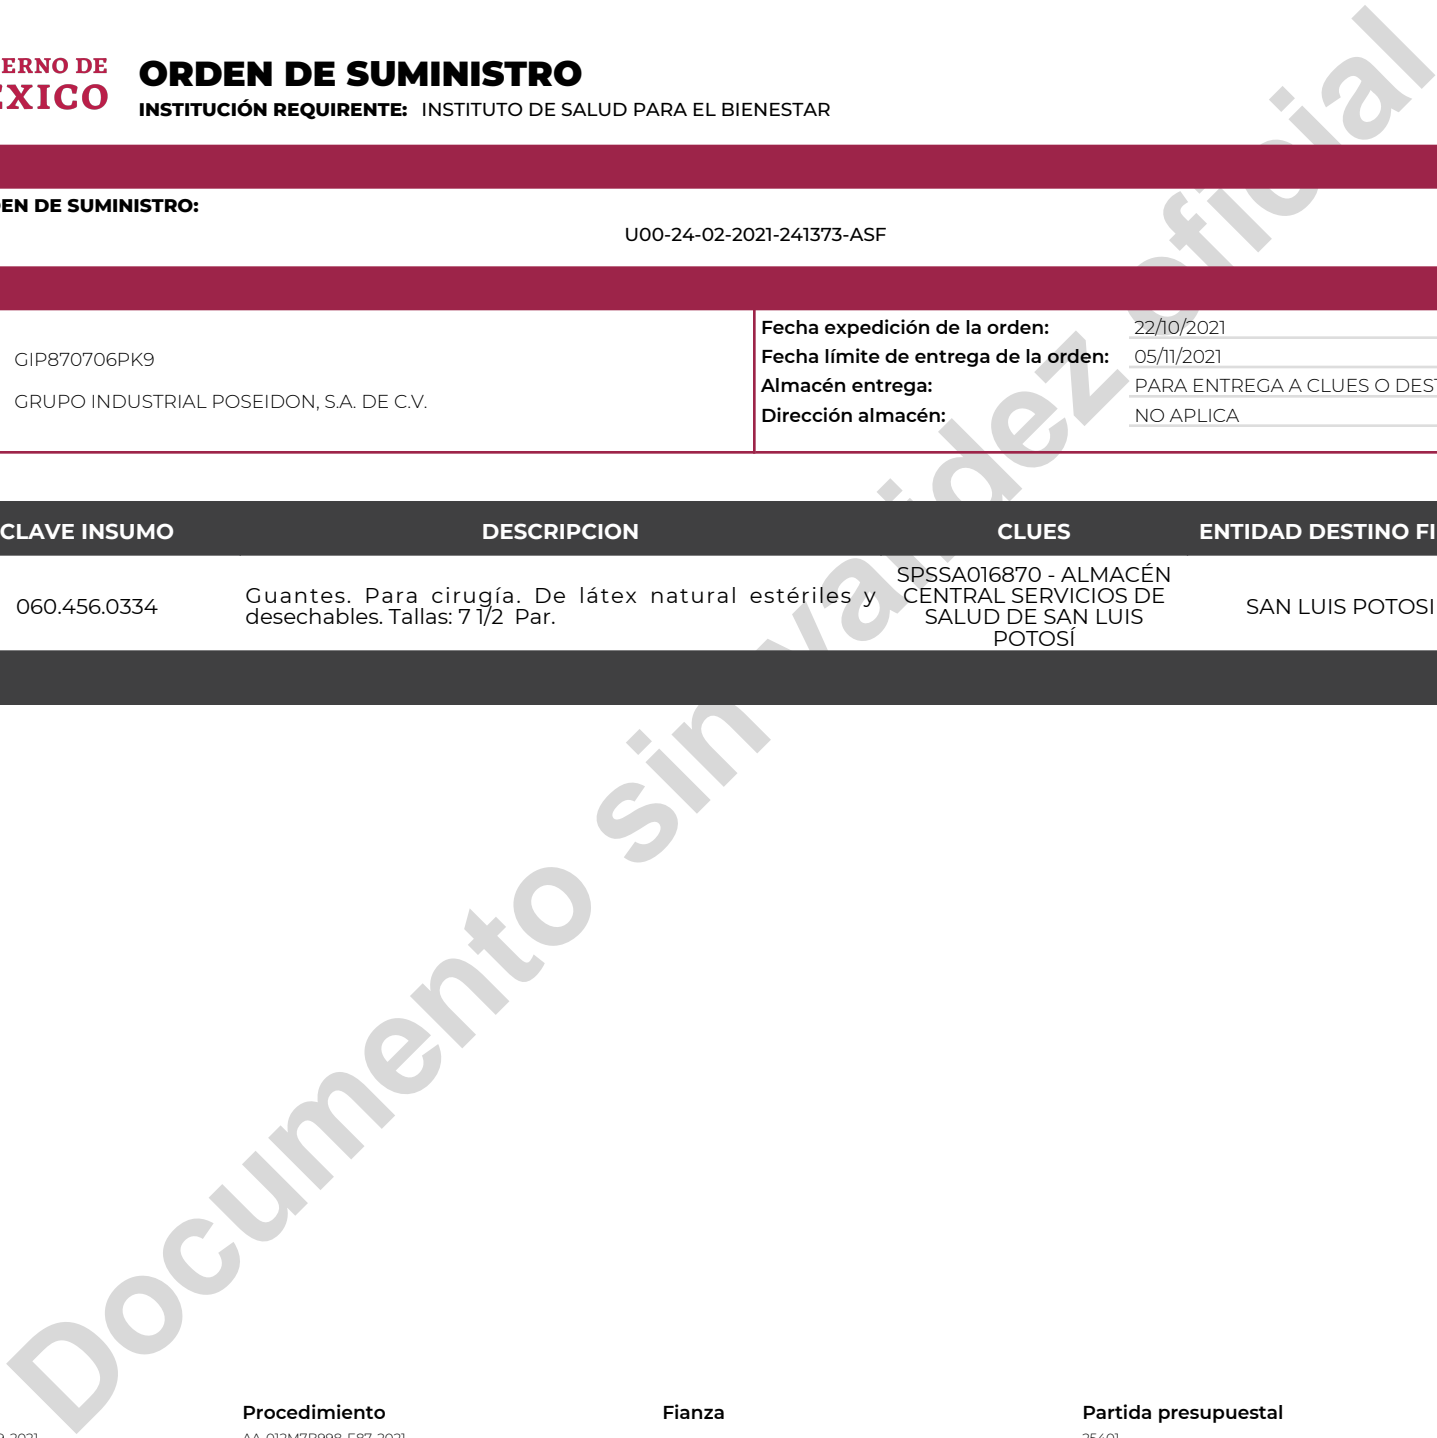 ERNO DE
ÉXICO
ORDEN DE SUMINISTRO
INSTITUCIÓN REQUIRENTE: INSTITUTO DE SALUD PARA EL BIENESTAR
EN DE SUMINISTRO:
U00-24-02-2021-241373-ASF
GIP870706PK9
GRUPO INDUSTRIAL POSEIDON, S.A. DE C.V.
Fecha expedición de la orden: 22/10/2021
Fecha límite de entrega de la orden: 05/11/2021
Almacén entrega: PARA ENTREGA A CLUES O DEST
Dirección almacén: NO APLICA
CLAVE INSUMO DESCRIPCION CLUES ENTIDAD DESTINO FI
060.456.0334
Guantes. Para cirugía. De látex natural estériles y
desechables. Tallas: 7 1/2 Par.
SPSSA016870 - ALMACÉN
CENTRAL SERVICIOS DE
SALUD DE SAN LUIS
POTOSÍ
SAN LUIS POTOSI
Documento sin validez oficial
Procedimiento Fianza Partida presupuestal